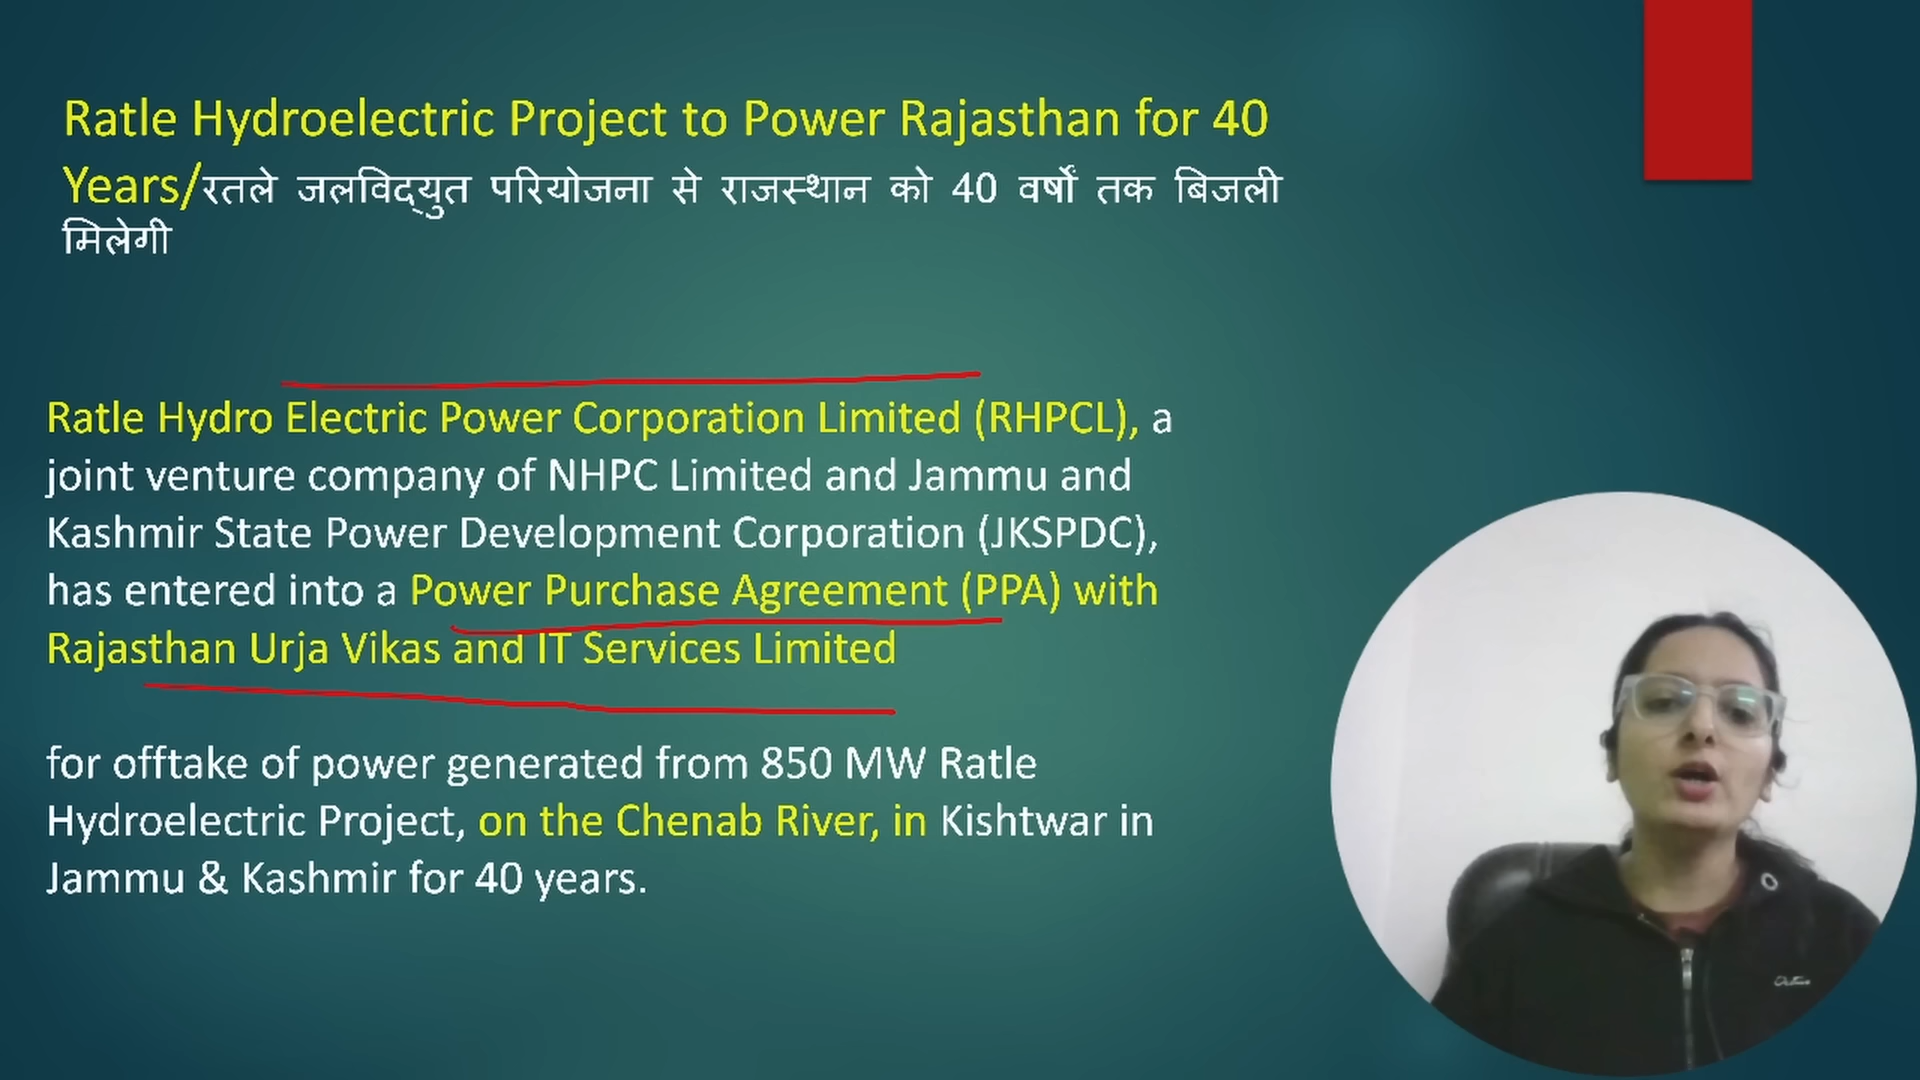 Ratle Hydroelectric Project to Power Rajasthan for 40
Years/रतले जलविद्युत परियोजना से राजस्थान को 40 वर्षों तक बिजली
मिलेगी
Ratle Hydro Electric Power Corporation Limited (RHPCL), a
joint venture company of NHPC Limited and Jammu and
Kashmir State Power Development Corporation (JKSPDC),
has entered into a Power Purchase Agreement (PPA) with
Rajasthan Urja Vikas and IT Services Limited
for offtake of power generated from 850 MW Ratle
Hydroelectric Project, on the Chenab River, in Kishtwar in
Jammu & Kashmir for 40 years.